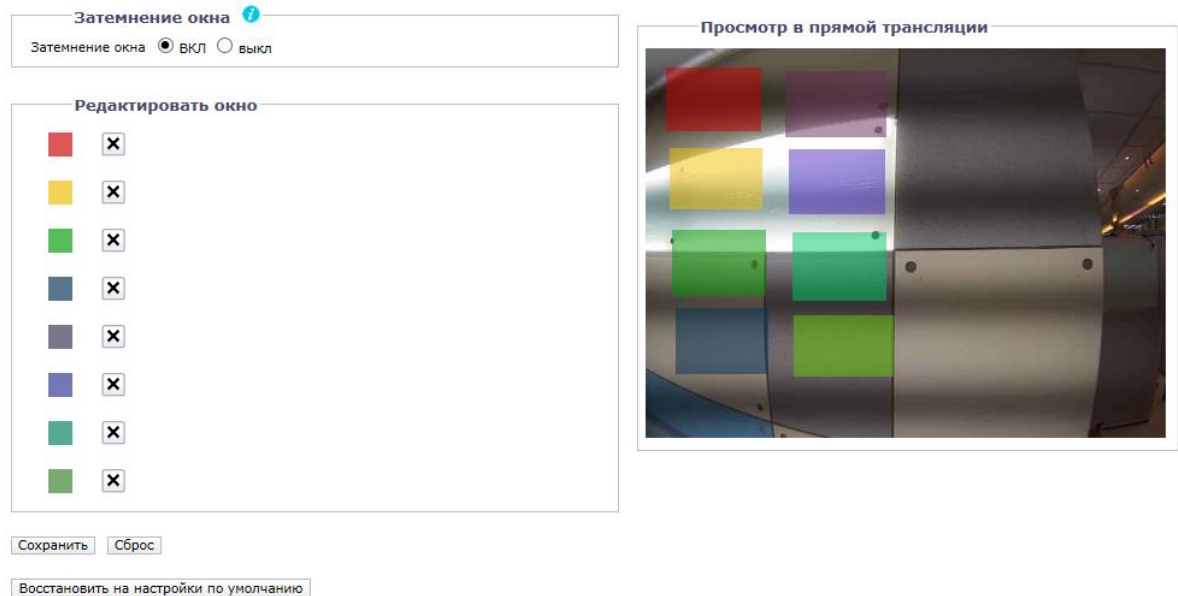 Затемнение окна
Затемнение окна ВКЛ выкл
Редактировать окно
Сохранить Сброс
Восстановить на настройки по умолчанию
Просмотр в прямой трансляции